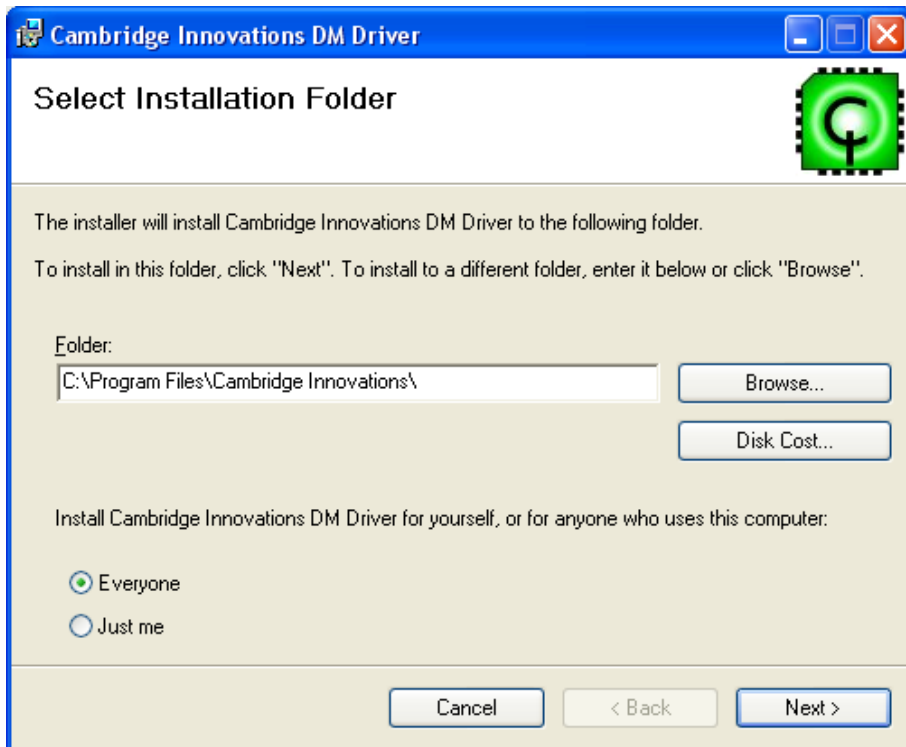 Cambridge Innovations DM Driver
Select Installation Folder
The installer will install Cambridge Innovations DM Driver to the following folder.
To install in this folder, click "Next". To install to a different folder, enter it below or click "Browse".
Folder:
C:\Program Files\Cambridge Innovations\
Browse...
Disk Cost...
Install Cambridge Innovations DM Driver for yourself, or for anyone who uses this computer:
Everyone
Just me
Cancel
< Back
Next >